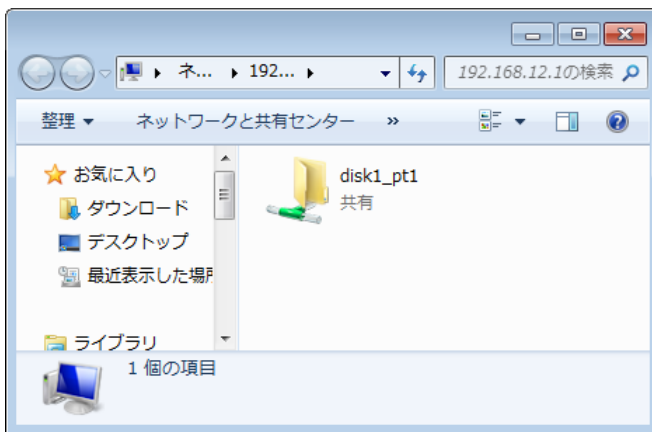 ネ... 192... 192.168.12.1の検索
整理 ネットワークと共有センター »
お気に入り
ダウンロード
デスクトップ
最近表示した場所
ライブラリ
disk1_pt1
共有
1 個の項目